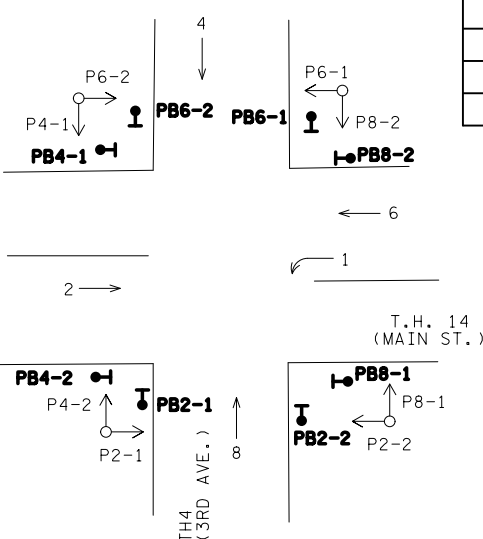 4
P6-2
P6-1
PB6-2
PB6-1
P4-1
P8-2
PB4-1
PB8-2
6
1
2
T.H. 14
(MAIN ST.)
PB4-2
PB8-1
P4-2
PB2-1
P8-1
8
PB2-2
P2-1
P2-2
TH4
(3RD AVE.)